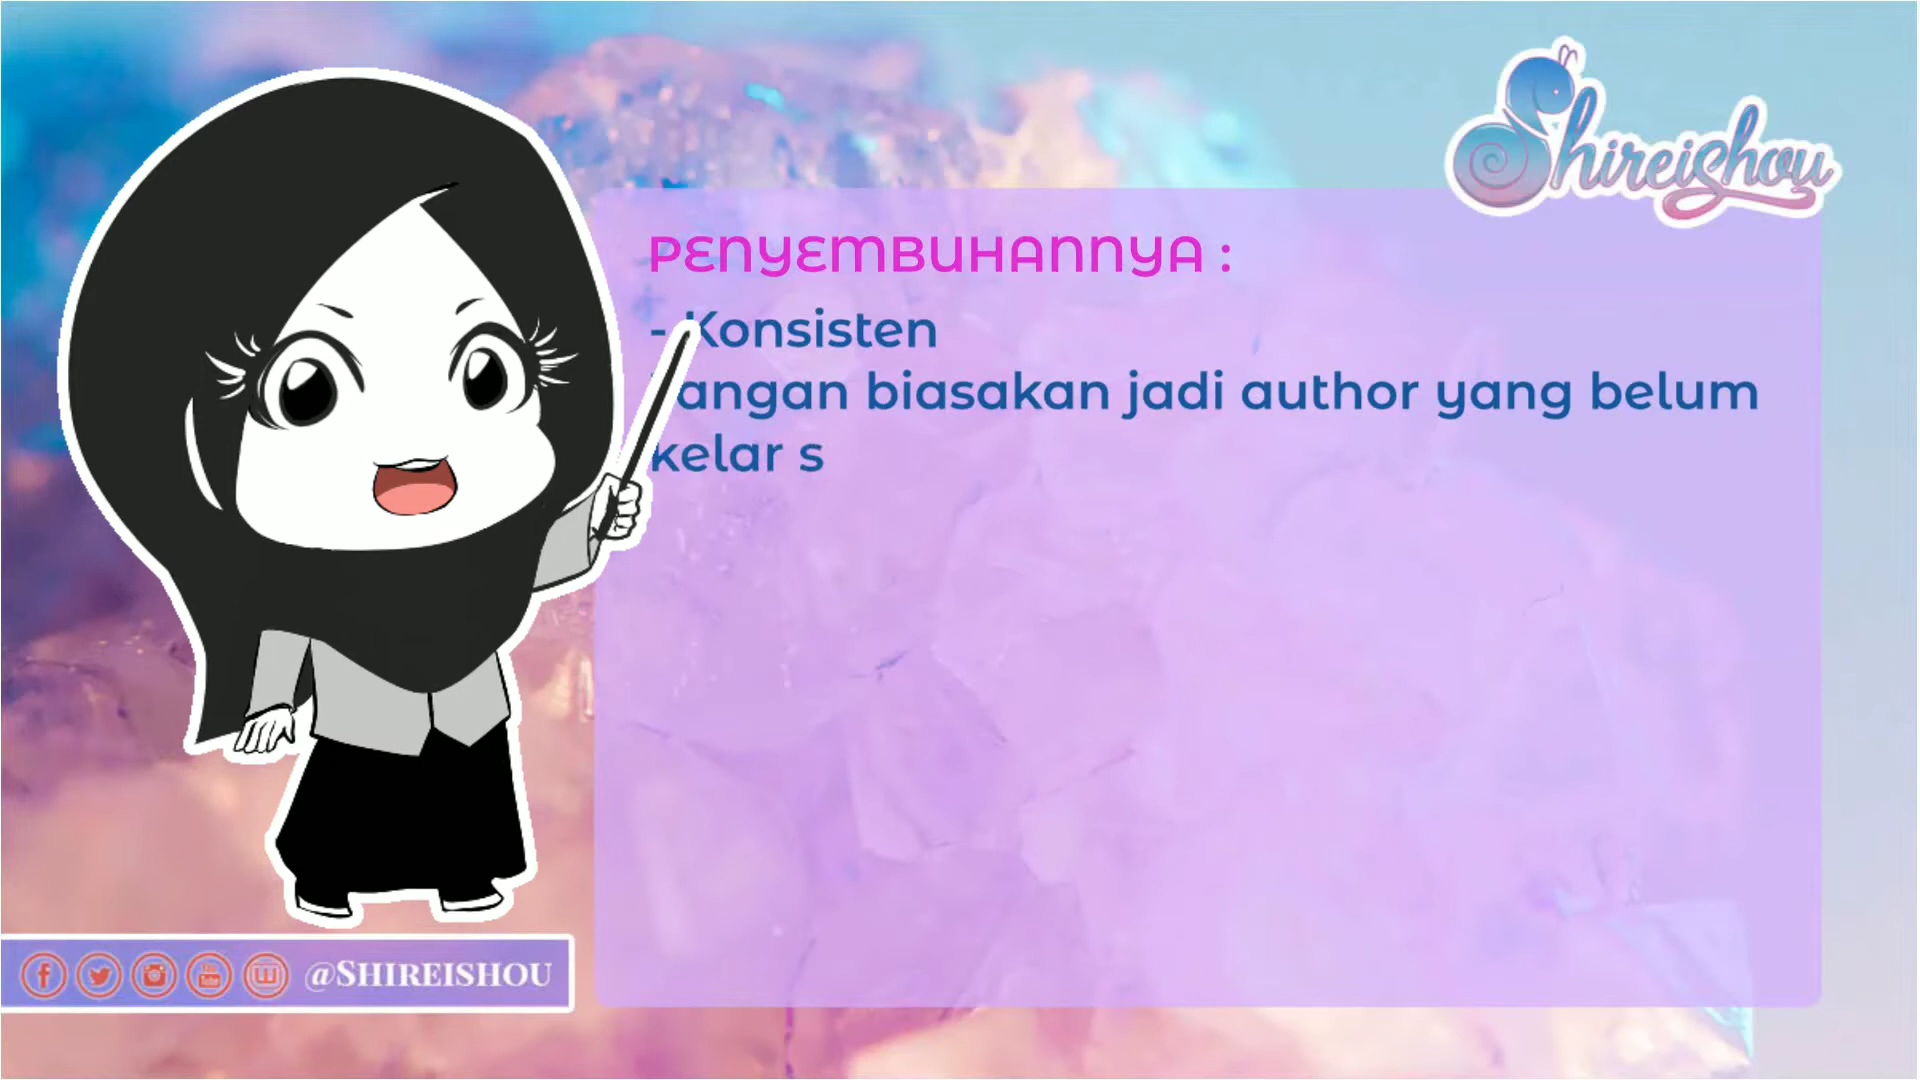 Shireishou
PENYEMBUHANNYA :
- Konsisten
angan biasakan jadi author yang belum
kelar s
@SHIREISHOU